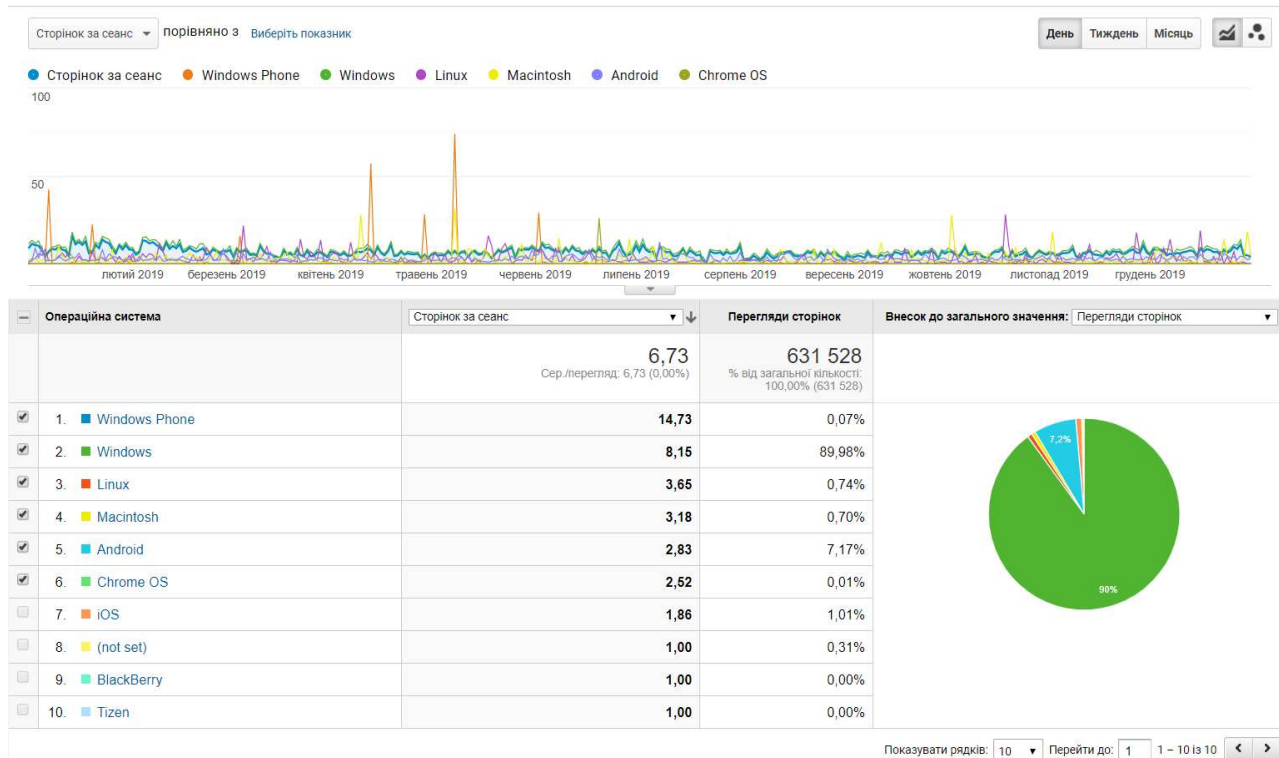 Сторінок за сеанс порівняно з Виберіть показник День Тиждень Місяць
Сторінок за сеанс Windows Phone Windows Linux Macintosh Android Chrome OS
100
50
лютий 2019 березень 2019 квітень 2019 травень 2019 червень 2019 липень 2019 серпень 2019 вересень 2019 жовтень 2019 листопад 2019 грудень 2019
Операційна система Сторінок за сеанс Перегляди сторінок Внесок до загального значення: Перегляди сторінок
6,73 631 528
Сер./перегляд: 6,73 (0,00%) % від загальної кількості:
100,00% (631 528)
1. Windows Phone 14,73 0,07%
2. Windows 8,15 89,98%
3. Linux 3,65 0,74%
4. Macintosh 3,18 0,70%
5. Android 2,83 7,17%
6. Chrome OS 2,52 0,01%
7. iOS 1,86 1,01%
8. (not set) 1,00 0,31%
9. BlackBerry 1,00 0,00%
10. Tizen 1,00 0,00%
7,2%
90%
Показувати рядків: 10 Перейти до: 1 1 – 10 із 10